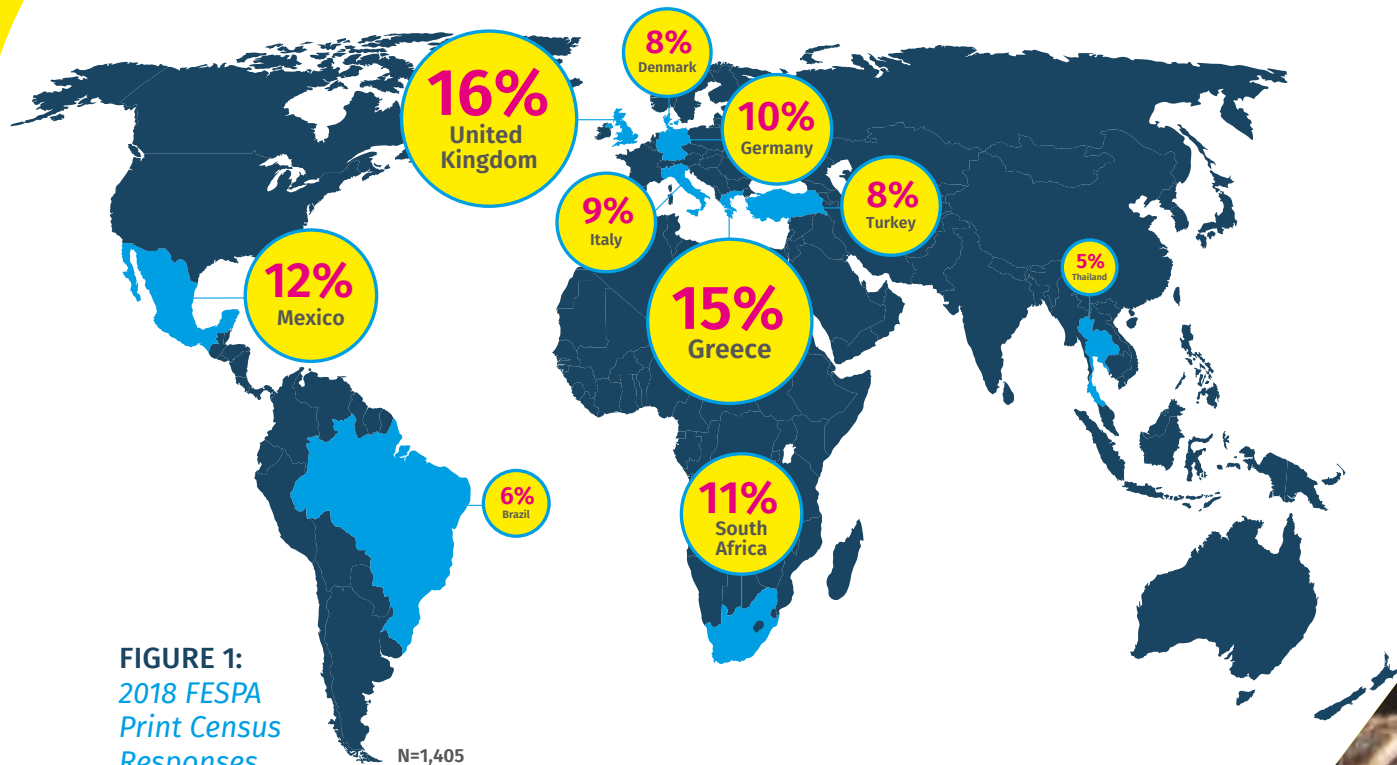 8%
Denmark
16%
United
Kingdom
10%
Germany
9%
Italy
8%
Turkey
5%
Thailand
12%
Mexico
15%
Greece
6%
Brazil
11%
South
Africa
FIGURE 1:
2018 FESPA
Print Census
Responses
N=1,405